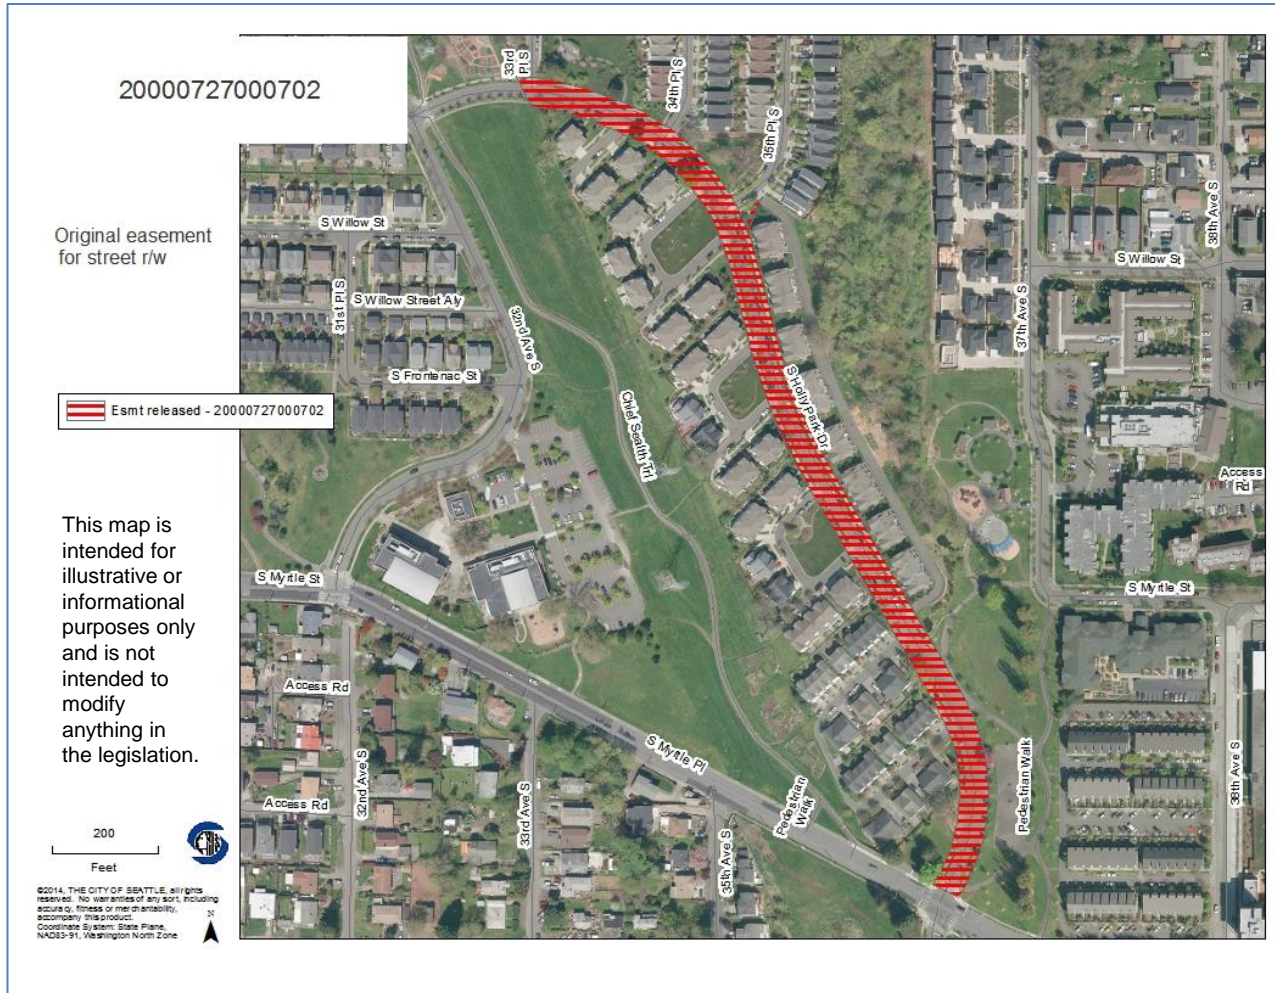 20000727000702
Original easement
for street r/w
Esmt released - 20000727000702
This map is
intended for
illustrative or
informational
purposes only
and is not
intended to
modify
anything in
the legislation.
200
Feet
©2014, THE CITY OF SEATTLE, all rights
reserved. No warranties of any sort, including
accuracy, fitness or merchantability,
accompany this product.
Coordinate System: State Plane,
NAD83-91, Washington North Zone
N
33rd
Pl S
34th Pl S
35th Pl S
38th Ave S
S Willow St
S Willow St
S Willow Street Aly
31st Pl S
32nd Ave S
37th Ave S
S Frontenac St
S Holly Park Dr
Chief Sealth Trl
Access
Rd
S Myrtle St
S Myrtle St
Access Rd
S Myrtle Pl
Access Rd
32nd Ave S
33rd Ave S
35th Ave S
Pedestrian
Walk
Pedestrian Walk
38th Ave S